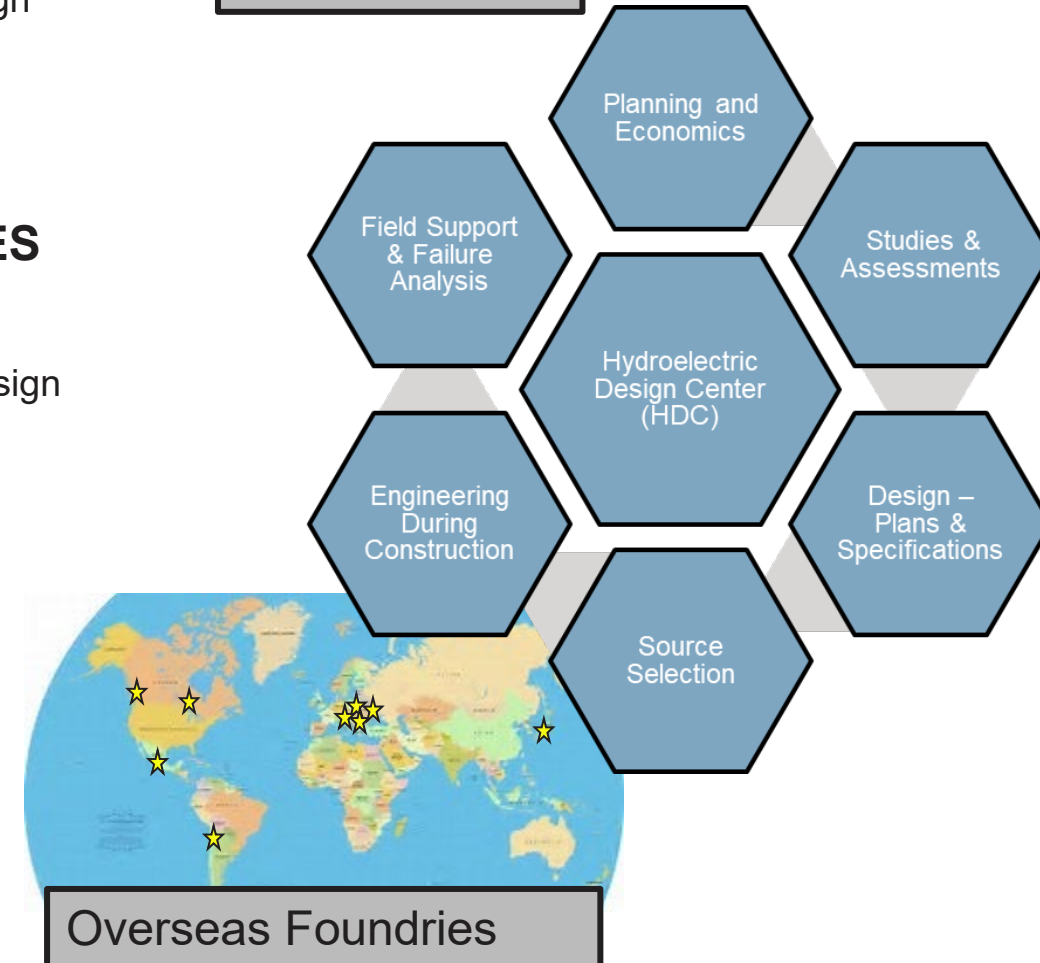 gn
ES
sign
Planning and
Economics
Field Support
& Failure
Analysis
Studies &
Assessments
Hydroelectric
Design Center
(HDC)
Engineering
During
Construction
Design –
Plans &
Specifications
Source
Selection
Overseas Foundries